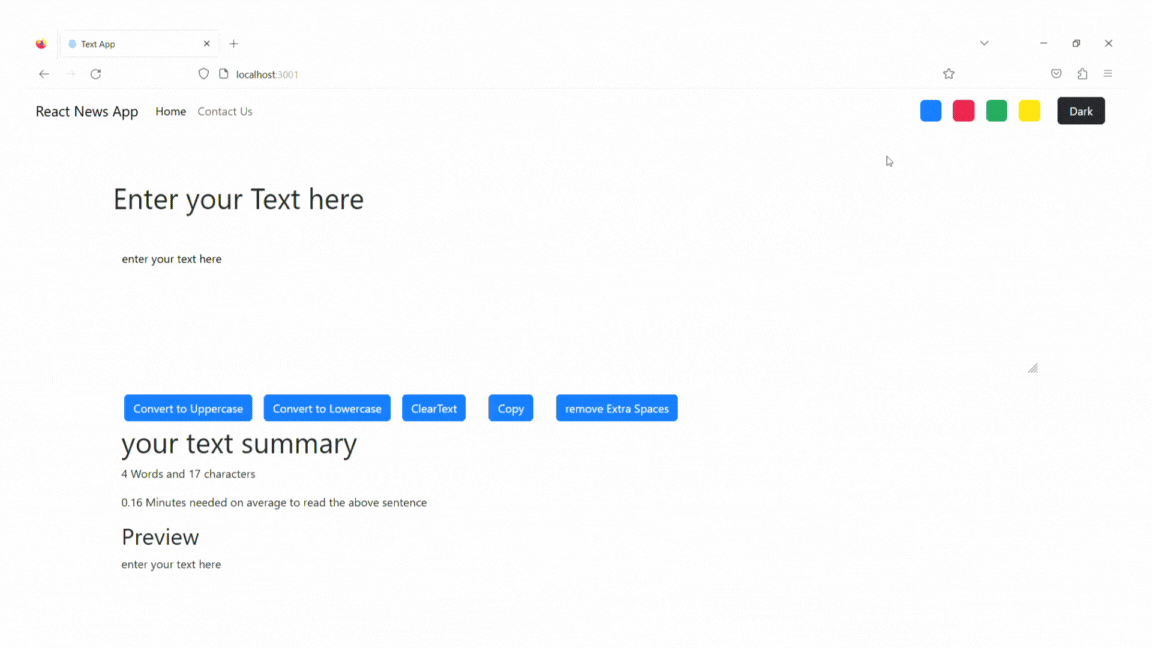 Text App
localhost:3001
React News App Home Contact Us Dark
Enter your Text here
enter your text here
Convert to Uppercase Convert to Lowercase ClearText Copy remove Extra Spaces
your text summary
4 Words and 17 characters
0.16 Minutes needed on average to read the above sentence
Preview
enter your text here